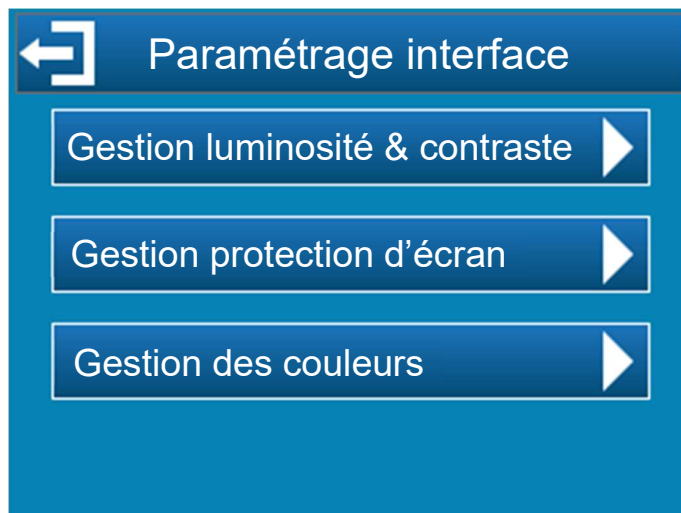 Paramétrage interface
Gestion luminosité & contraste
Gestion protection d’écran
Gestion des couleurs